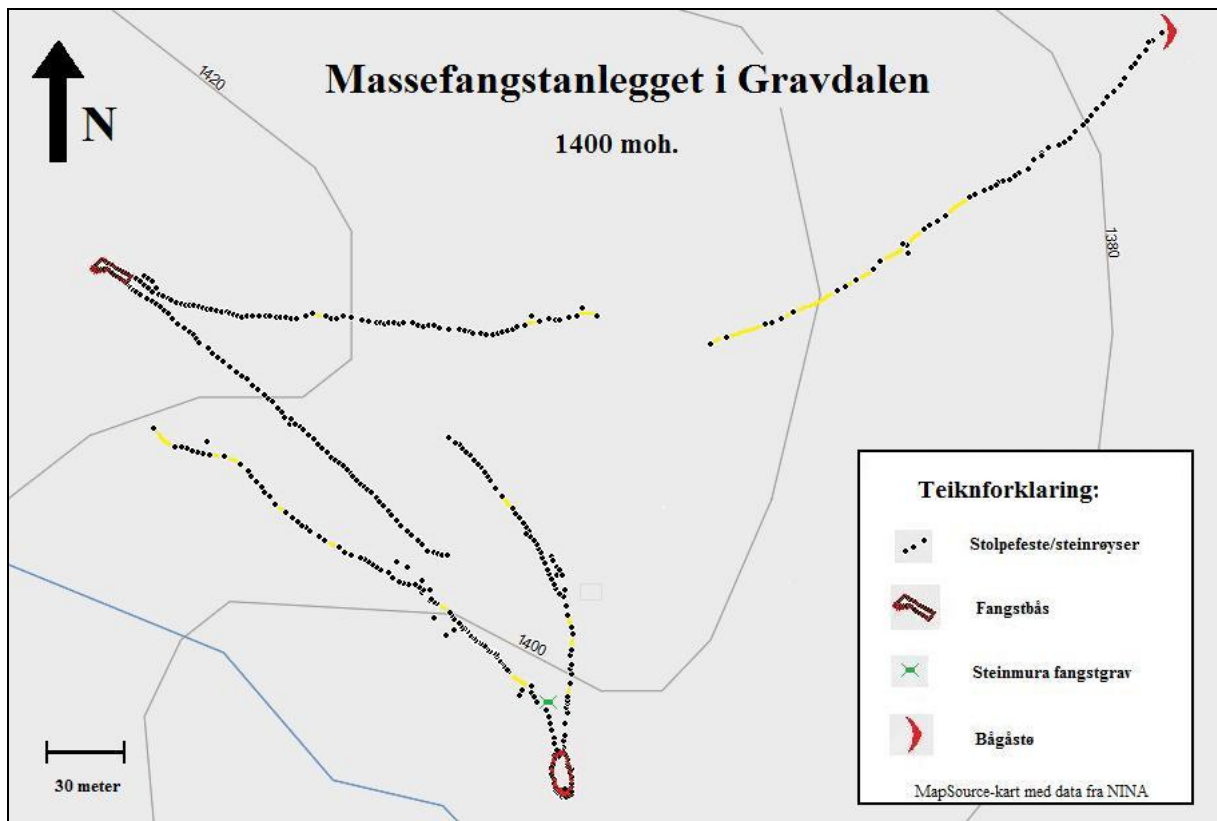 Massefangstanlegget i Gravdalen
1400 moh.
N
1420
1380
1400
30 meter
Teiknforklaring:
Stolpefeste/steinrøyser
Fangstbås
Steinmura fangstgrav
Bågåstø
MapSource-kart med data fra NINA